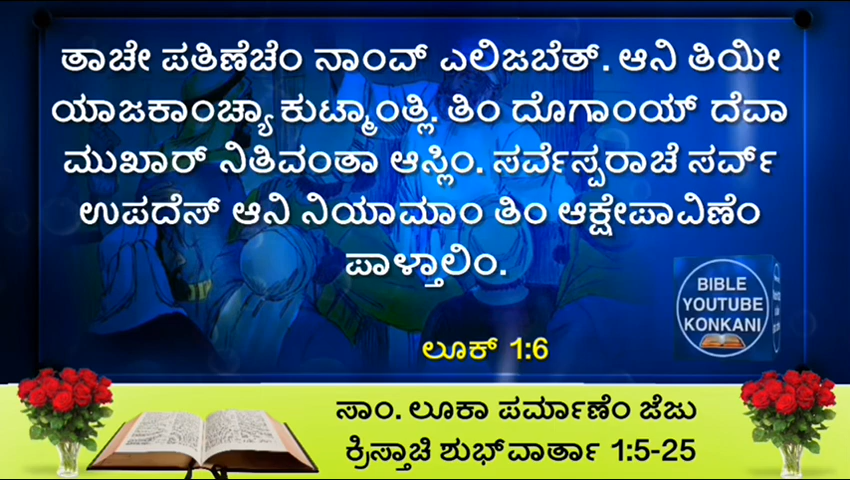 ತಾಚೇ ಪತಿಣೆಚೆಂ ನಾಂವ್ ಎಲಿಜಬೆತ್. ಆನಿ ತಿಯೀ
ಯಾಜಕಾಂಚ್ಯಾ ಕುಟ್ಮಾಂತ್ಲಿ. ತಿಂ ದೊಗಾಂಯ್ ದೆವಾ
ಮುಖಾರ್ ನಿತಿವಂತಾ ಆಸ್ಲಿಂ. ಸರ್ವೆಸ್ಪರಾಚೆ ಸರ್ವ್
ಉಪದೆಸ್ ಆನಿ ನಿಯಾಮಾಂ ತಿಂ ಆಕ್ಷೇಪಾವಿಣೆಂ
ಪಾಳ್ತಾಲಿಂ.
BIBLE
YOUTUBE
KONKANI
ಲೂಕ್ 1:6
ಸಾಂ. ಲೂಕಾ ಪರ್ಮಾಣೆಂ ಜೆಜು
ಕ್ರಿಸ್ತಾಚಿ ಶುಭ್‌ವಾರ್ತಾ 1:5-25